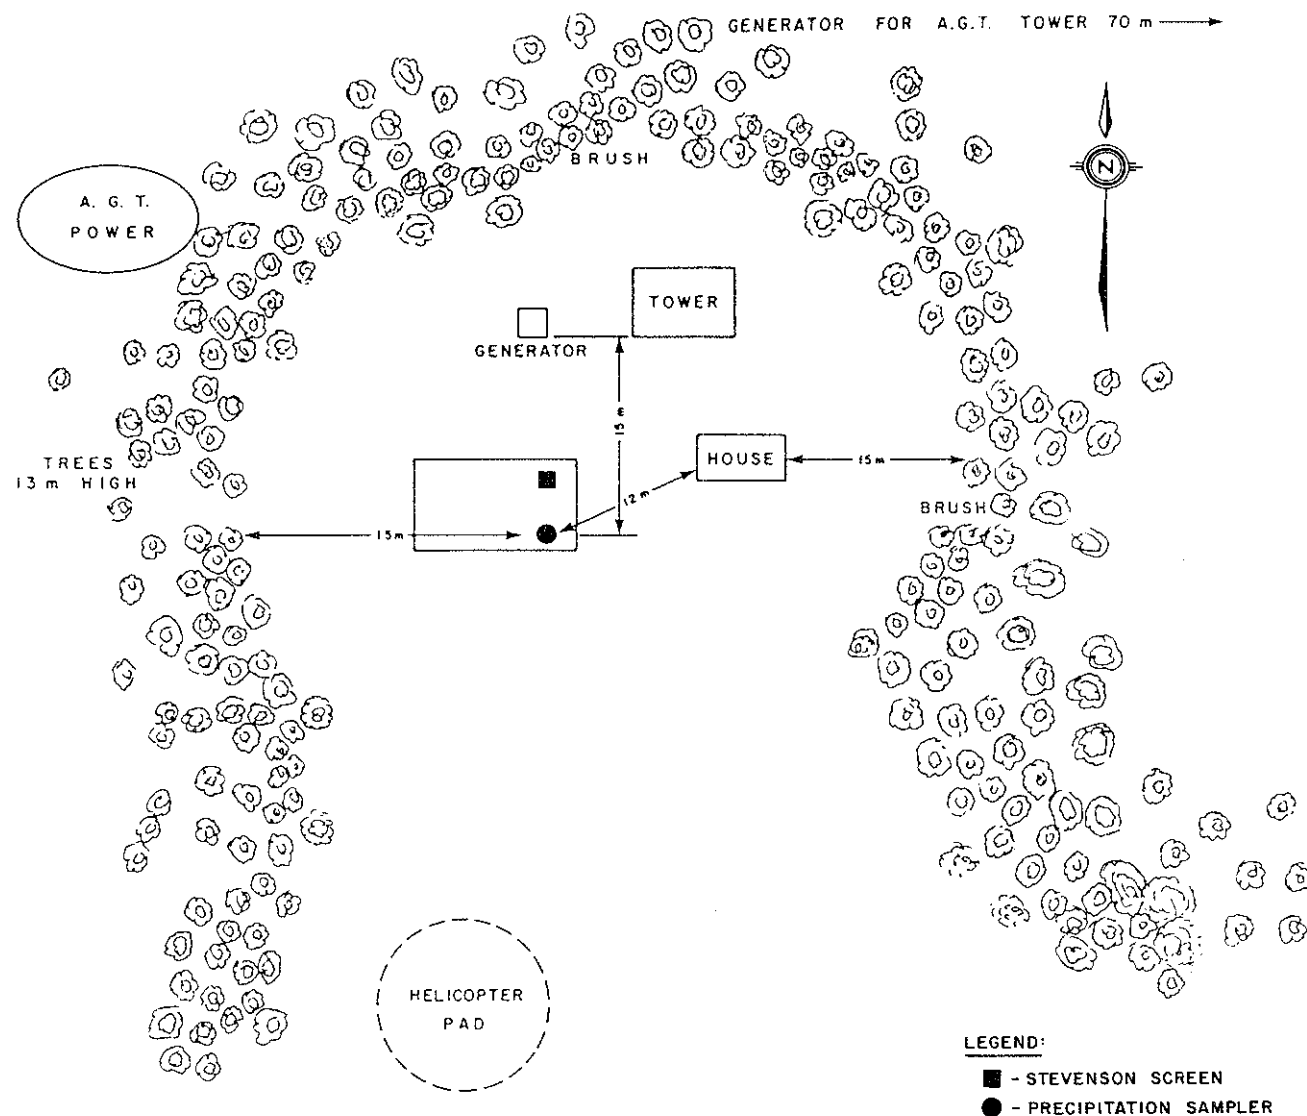 GENERATOR FOR A.G.T. TOWER 70 m
BRUSH
N
A. G. T.
POWER
TOWER
GENERATOR
15 m
HOUSE
15 m
12 m
TREES
13 m HIGH
BRUSH
15m
HELICOPTER
PAD
LEGEND:
- STEVENSON SCREEN
- PRECIPITATION SAMPLER